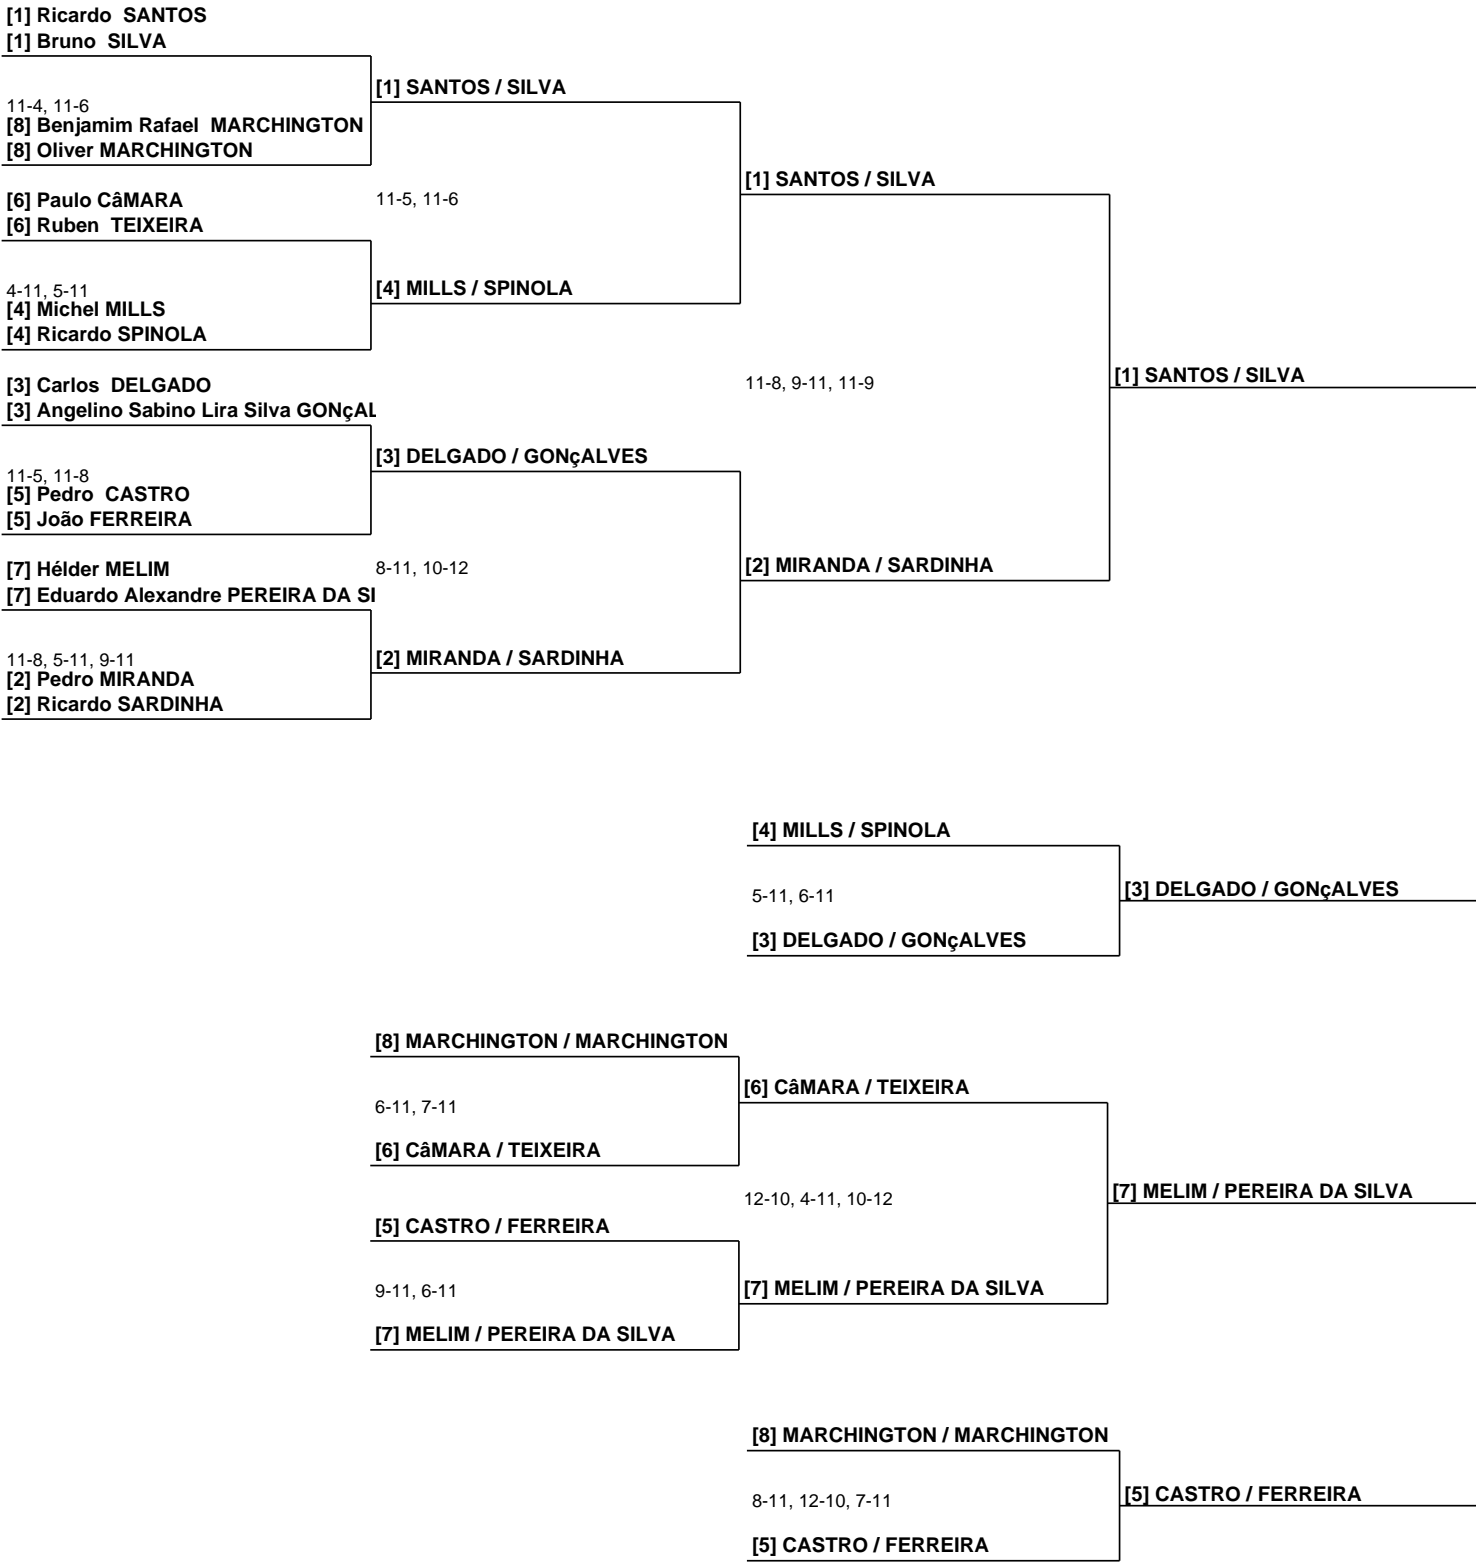 [1] Ricardo  SANTOS
[1] Bruno  SILVA
[1] SANTOS / SILVA
11-4, 11-6
[8] Benjamim Rafael  MARCHINGTON
[8] Oliver MARCHINGTON
[1] SANTOS / SILVA
[6] Paulo CâMARA
11-5, 11-6
[6] Ruben  TEIXEIRA
[4] MILLS / SPINOLA
4-11, 5-11
[4] Michel MILLS
[4] Ricardo SPINOLA
[1] SANTOS / SILVA
[3] Carlos  DELGADO
11-8, 9-11, 11-9
[3] Angelino Sabino Lira Silva GONçAL
[3] DELGADO / GONçALVES
11-5, 11-8
[5] Pedro  CASTRO
[5] João FERREIRA
[2] MIRANDA / SARDINHA
[7] Hélder MELIM
8-11, 10-12
[7] Eduardo Alexandre PEREIRA DA SI
[2] MIRANDA / SARDINHA
11-8, 5-11, 9-11
[2] Pedro MIRANDA
[2] Ricardo SARDINHA
[4] MILLS / SPINOLA
[3] DELGADO / GONçALVES
5-11, 6-11
[3] DELGADO / GONçALVES
[8] MARCHINGTON / MARCHINGTON
[6] CâMARA / TEIXEIRA
6-11, 7-11
[6] CâMARA / TEIXEIRA
[7] MELIM / PEREIRA DA SILVA
12-10, 4-11, 10-12
[5] CASTRO / FERREIRA
[7] MELIM / PEREIRA DA SILVA
9-11, 6-11
[7] MELIM / PEREIRA DA SILVA
[8] MARCHINGTON / MARCHINGTON
[5] CASTRO / FERREIRA
8-11, 12-10, 7-11
[5] CASTRO / FERREIRA